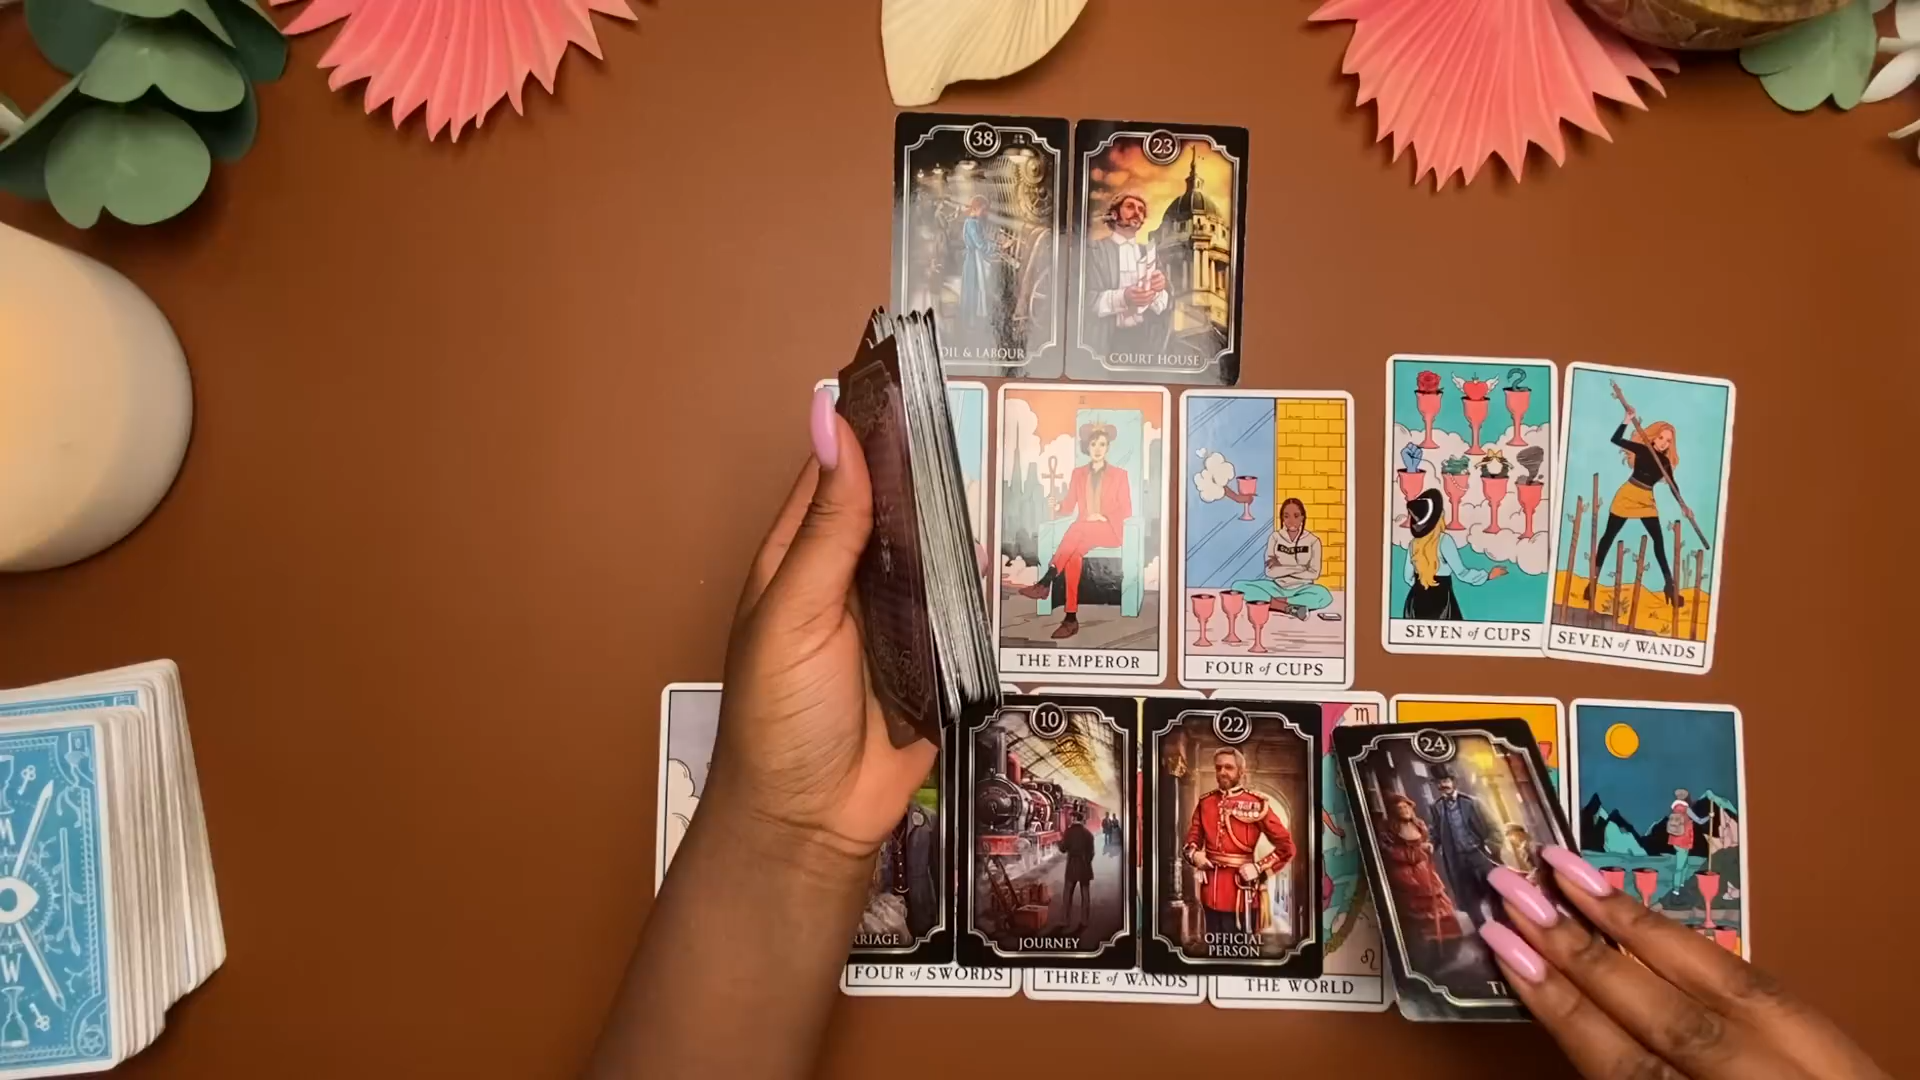 38
23
OIL & LABOUR
COURT HOUSE
THE EMPEROR
FOUR of CUPS
SEVEN of CUPS
SEVEN of WANDS
10
22
24
RRIAGE
JOURNEY
OFFICIAL
PERSON
FOUR of SWORDS
THREE of WANDS
THE WORLD
M
W